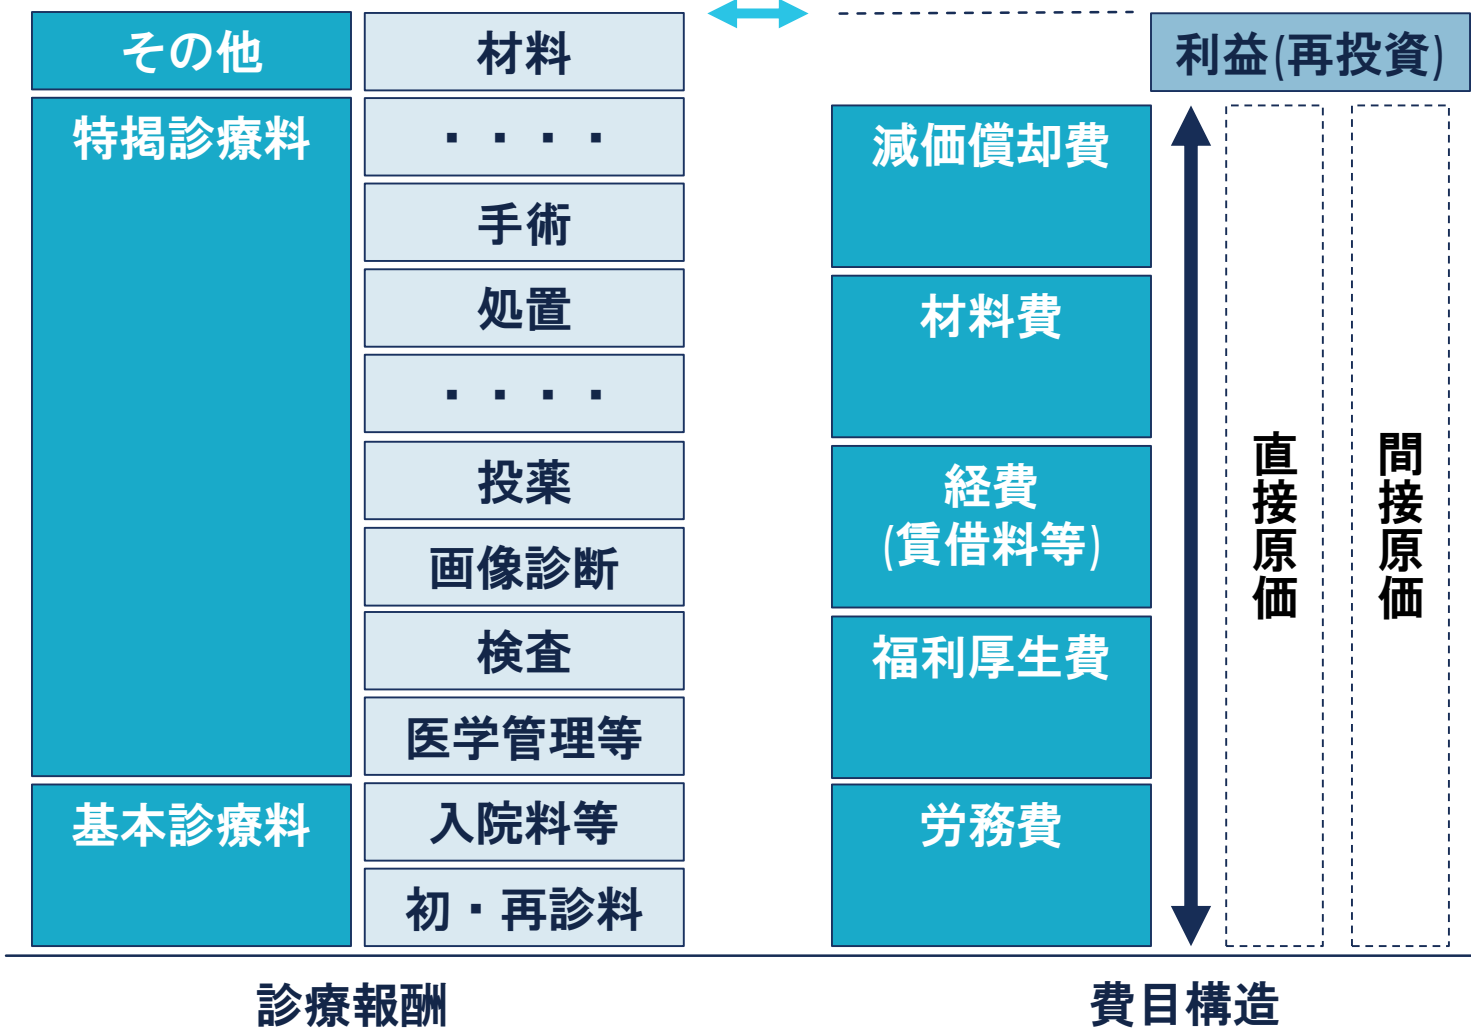 その他
特掲診療料
基本診療料
材料
・・・・
手術
処置
・・・・
投薬
画像診断
検査
医学管理等
入院料等
初・再診料
診療報酬
利益(再投資)
減価償却費
材料費
経費
(賃借料等)
福利厚生費
労務費
直接原価
間接原価
費目構造